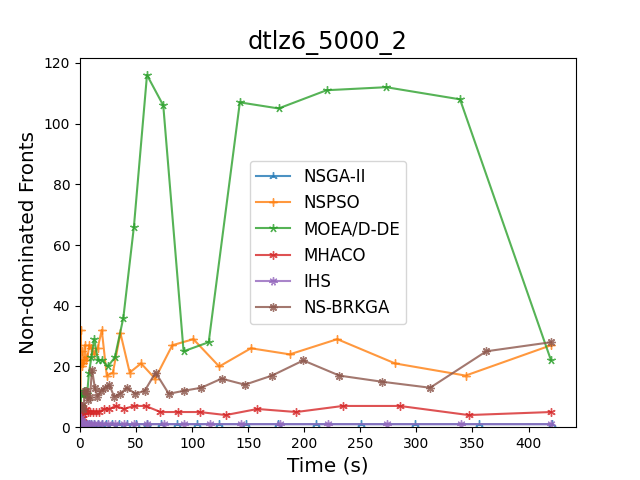 dtlz6_5000_2
Non-dominated Fronts
120
100
80
60
40
20
0
NSGA-II
NSPSO
MOEA/D-DE
MHACO
IHS
NS-BRKGA
0 50 100 150 200 250 300 350 400
Time (s)